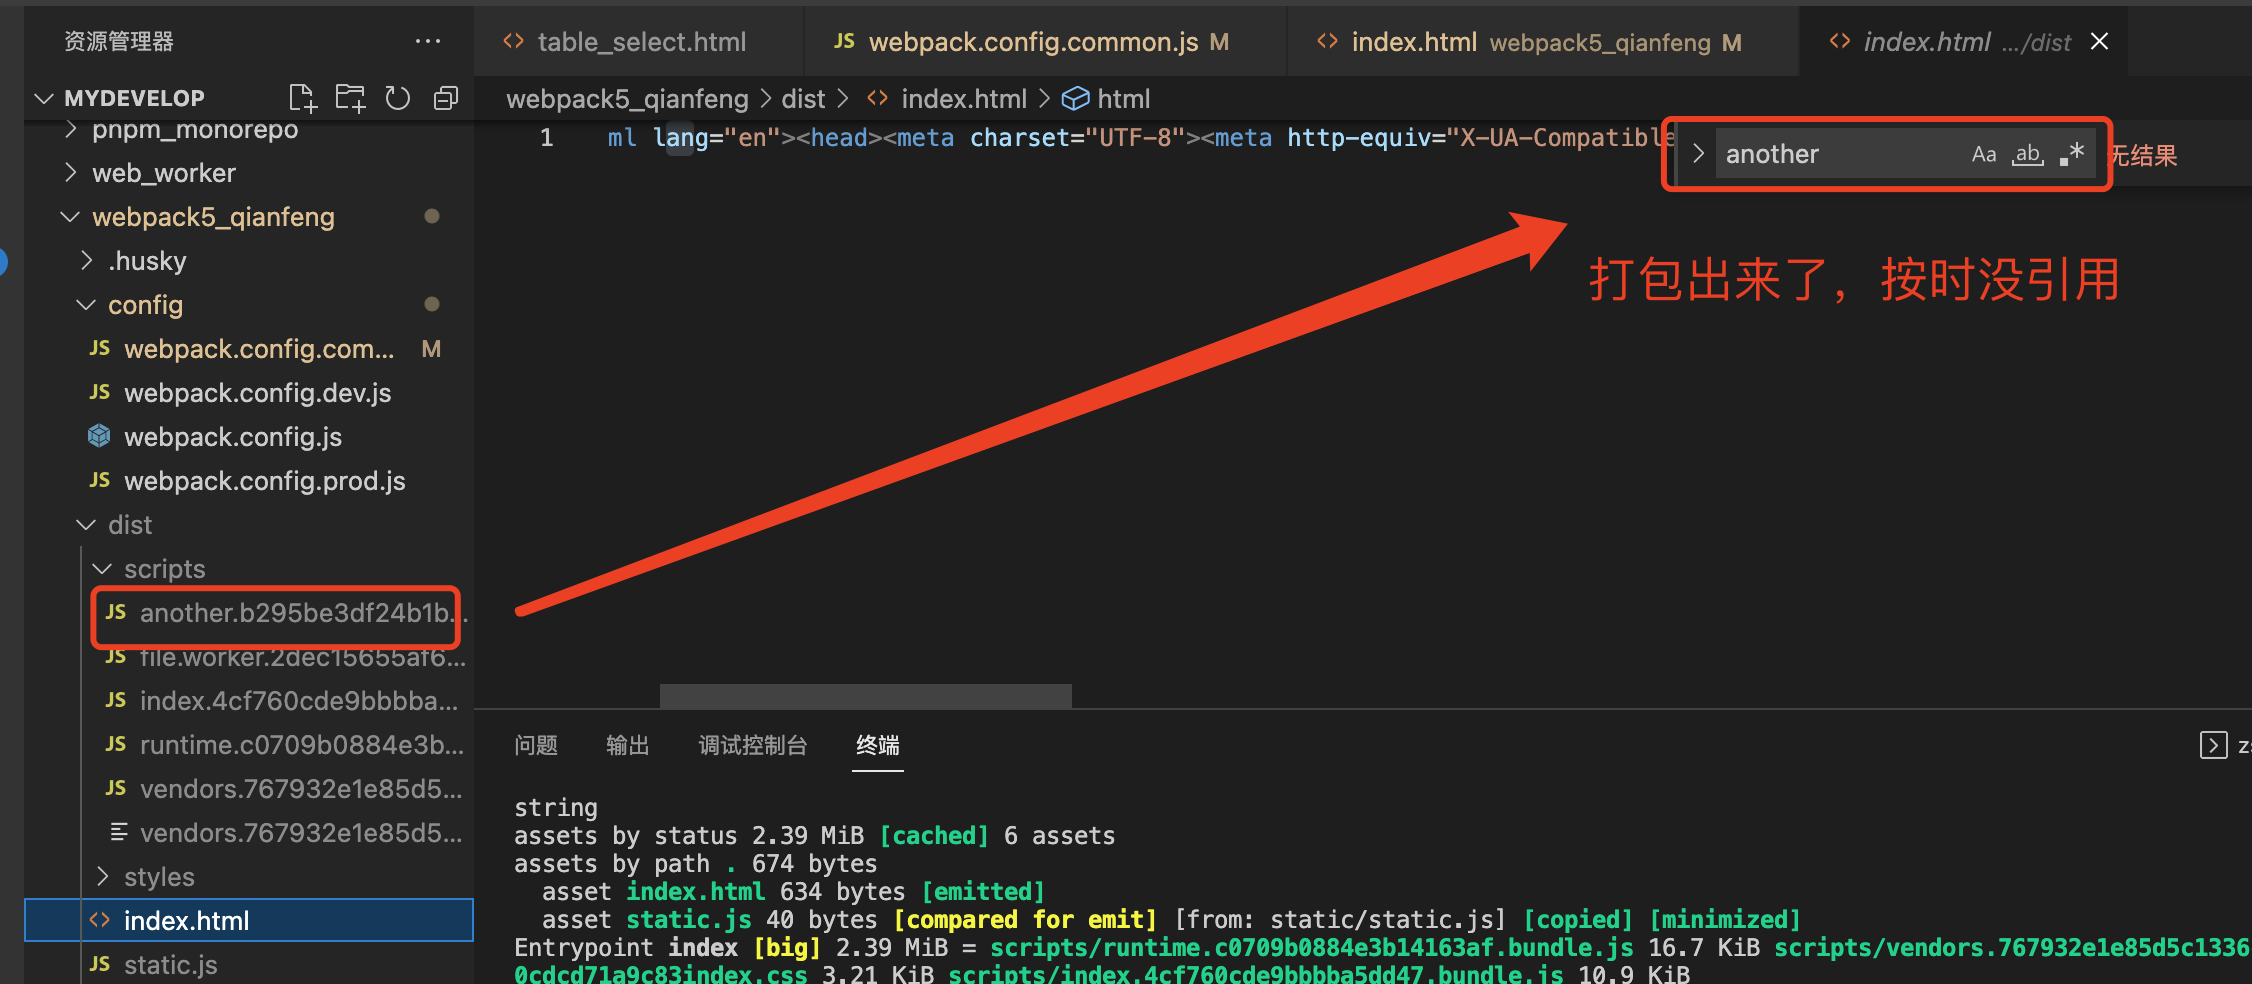 资源管理器
MYDEVELOP
pnpm_monorepo
web_worker
webpack5_qianfeng
.husky
config
JS webpack.config.com... M
JS webpack.config.dev.js
webpack.config.js
JS webpack.config.prod.js
dist
scripts
JS another.b295be3df24b1b...
JS file.worker.2dec15655af6...
JS index.4cf760cde9bbbba...
JS runtime.c0709b0884e3b...
JS vendors.767932e1e85d5...
vendors.767932e1e85d5...
styles
index.html
JS static.js
table_select.html
JS webpack.config.common.js M
index.html webpack5_qianfeng M
index.html .../dist
webpack5_qianfeng > dist > index.html > html
1 ml lang="en"><head><meta charset="UTF-8"><meta http-equiv="X-UA-Compatible
another Aa ab .* 无结果
打包出来了，按时没引用
问题 输出 调试控制台 终端
string
assets by status 2.39 MiB [cached] 6 assets
assets by path . 674 bytes
asset index.html 634 bytes [emitted]
asset static.js 40 bytes [compared for emit] [from: static/static.js] [copied] [minimized]
Entrypoint index [big] 2.39 MiB = scripts/runtime.c0709b0884e3b14163af.bundle.js 16.7 KiB scripts/vendors.767932e1e85d5c1336
0cdcd71a9c83index.css 3.21 KiB scripts/index.4cf760cde9bbbba5dd47.bundle.js 10.9 KiB